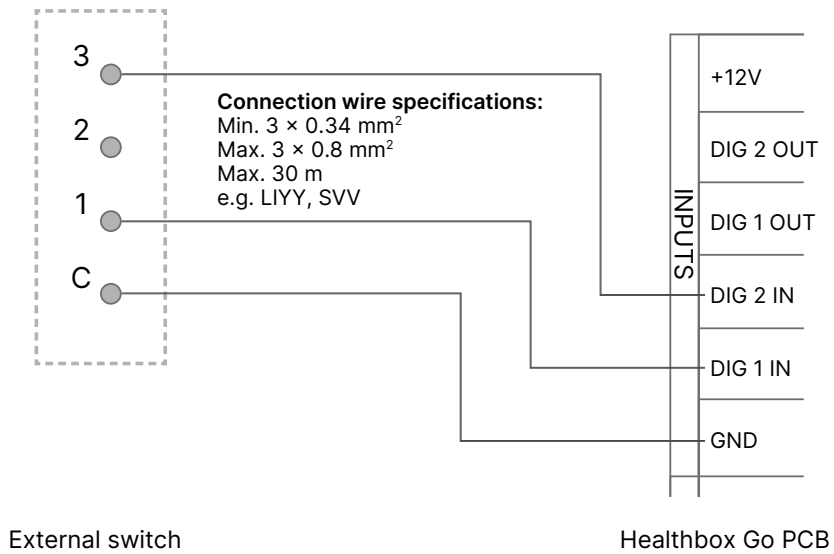 3
2
1
C
Connection wire specifications:
Min. 3 × 0.34 mm²
Max. 3 × 0.8 mm²
Max. 30 m
e.g. LIYY, SVV
INPUTS
+12V
DIG 2 OUT
DIG 1 OUT
DIG 2 IN
DIG 1 IN
GND
External switch
Healthbox Go PCB